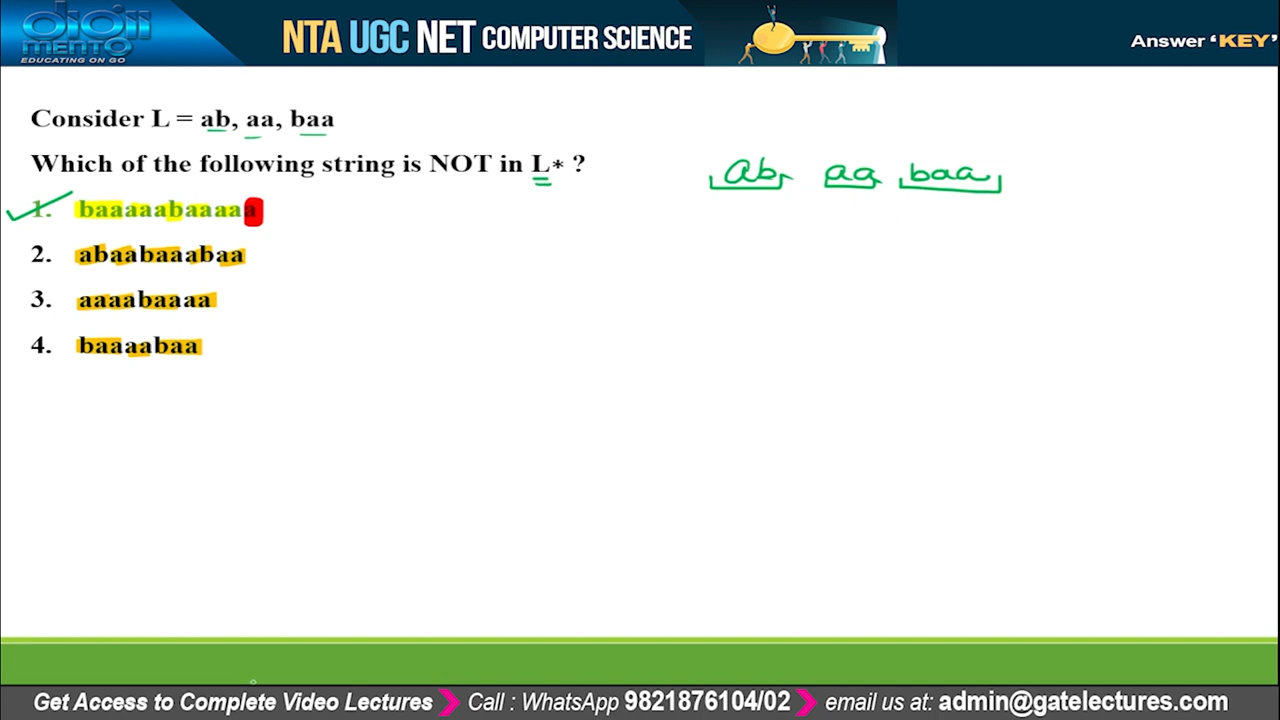 digii
MENTO
EDUCATING ON GO
NTA UGC NET COMPUTER SCIENCE
Answer ‘KEY’
Consider L = ab, aa, baa
Which of the following string is NOT in L* ?
ab aa baa
1. baaaaabaaaaa
2. abaabaaabaa
3. aaaabaaaa
4. baaaabaa
Get Access to Complete Video Lectures Call : WhatsApp 9821876104/02 email us at: admin@gatelectures.com